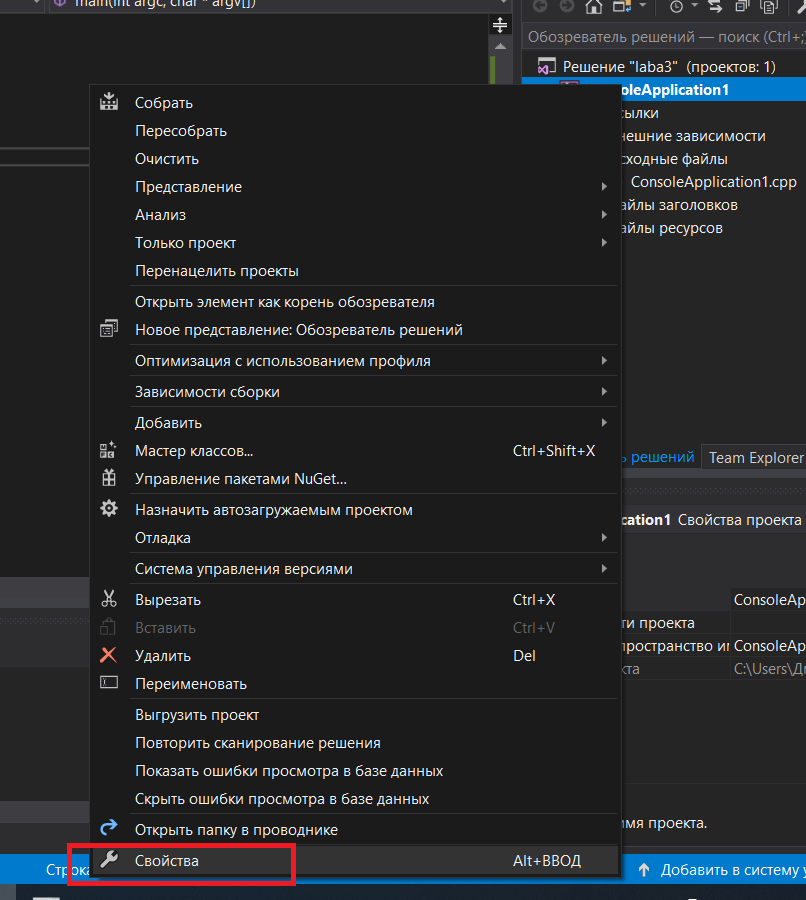 main(int argc, char * argv[])
Обозреватель решений — поиск (Ctrl+;
Решение "laba3" (проектов: 1)
oleApplication1
сылки
нешние зависимости
сходные файлы
ConsoleApplication1.cpp
айлы заголовков
айлы ресурсов
Собрать
Пересобрать
Очистить
Представление
Анализ
Только проект
Перенацелить проекты
Открыть элемент как корень обозревателя
Новое представление: Обозреватель решений
Оптимизация с использованием профиля
Зависимости сборки
Добавить
Мастер классов... Ctrl+Shift+X
Управление пакетами NuGet...
Назначить автозагружаемым проектом
Отладка
Система управления версиями
Вырезать Ctrl+X
Вставить Ctrl+V
Удалить Del
Переименовать
Выгрузить проект
Повторить сканирование решения
Показать ошибки просмотра в базе данных
Скрыть ошибки просмотра в базе данных
Открыть папку в проводнике
Свойства Alt+ВВОД
ь решений Team Explorer
cation1 Свойства проекта
ConsoleAp
ти проекта
пространство и ConsoleAp
кта C:\Users\Д
имя проекта.
Строка
Добавить в систему у